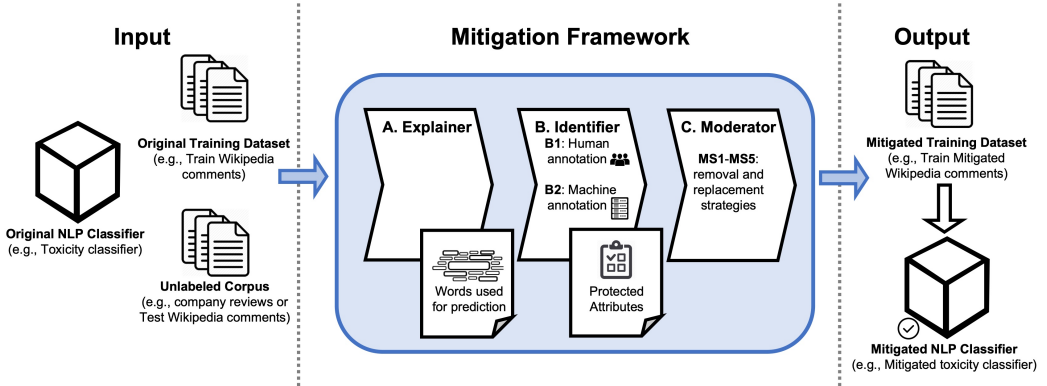 Input
Mitigation Framework
Output
Original Training Dataset
(e.g., Train Wikipedia
comments)
Original NLP Classifier
(e.g., Toxicity classifier)
Unlabeled Corpus
(e.g., company reviews or
Test Wikipedia comments)
A. Explainer
Words used
for prediction
B. Identifier
B1: Human
annotation
B2: Machine
annotation
Protected
Attributes
C. Moderator
MS1-MS5:
removal and
replacement
strategies
Mitigated Training Dataset
(e.g., Train Mitigated
Wikipedia comments)
Mitigated NLP Classifier
(e.g., Mitigated toxicity classifier)